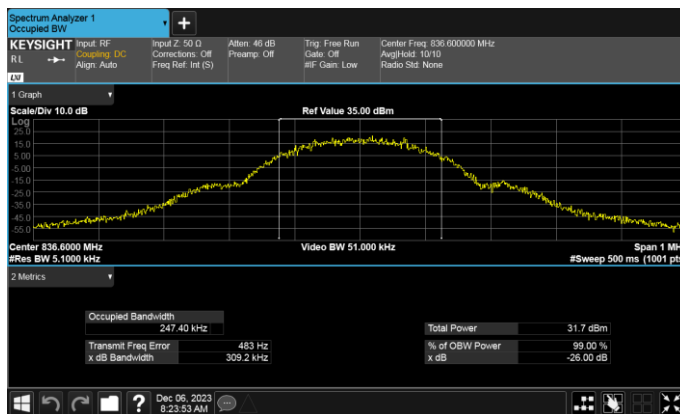 Spectrum Analyzer 1
Occupied BW
KEYSIGHT Input: RF Input Z: 50 Ω Atten: 46 dB Trig: Free Run Center Freq: 836.600000 MHz
RL Coupling: DC Corrections: Off Preamp: Off Gate: Off Avg|Hold: 10/10
Align: Auto Freq Ref: Int (S) #IF Gain: Low Radio Std: None
LXI
1 Graph
Scale/Div 10.0 dB Ref Value 35.00 dBm
Log
25.0
15.0
5.00
-5.00
-15.0
-25.0
-35.0
-45.0
-55.0
Center 836.6000 MHz Video BW 51.000 kHz Span 1 MH
#Res BW 5.1000 kHz #Sweep 500 ms (1001 pts
2 Metrics
Occupied Bandwidth
247.40 kHz Total Power 31.7 dBm
Transmit Freq Error 483 Hz % of OBW Power 99.00 %
x dB Bandwidth 309.2 kHz x dB -26.00 dB
Dec 06, 2023
8:23:53 AM